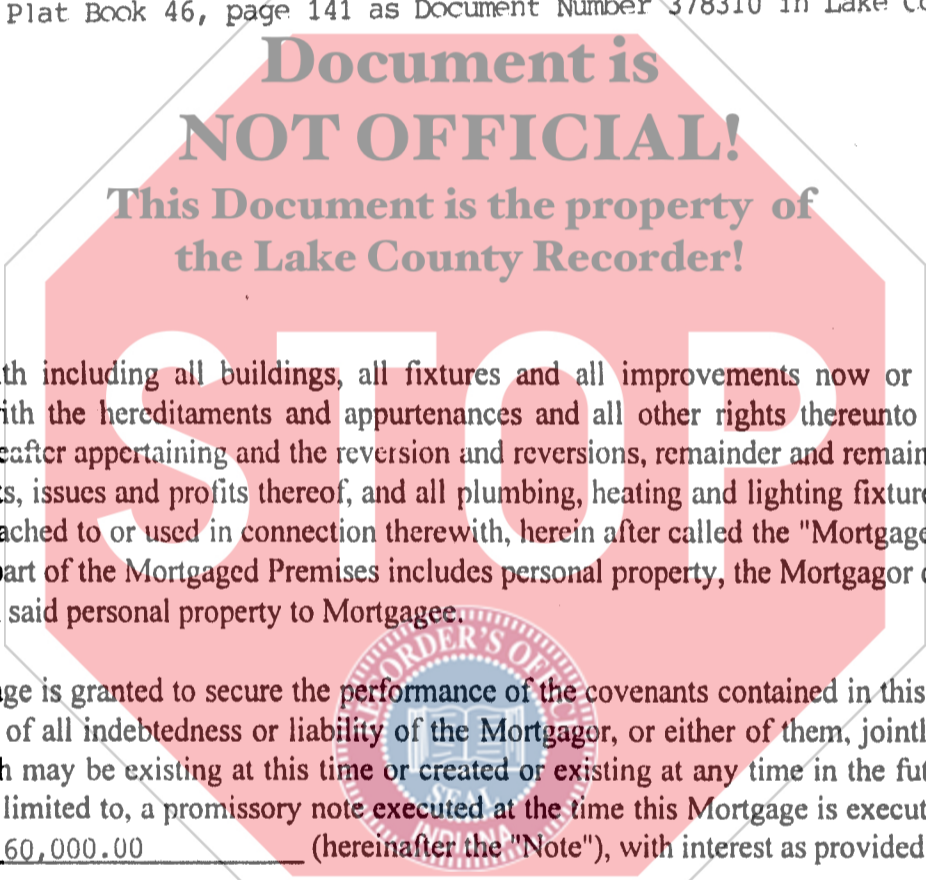 Plat Book 46, page 141 as Document Number 378310 in Lake Co
Document is
NOT OFFICIAL!
This Document is the property of
the Lake County Recorder!
STOP
th including all buildings, all fixtures and all improvements now or
ith the hereditaments and appurtenances and all other rights thereunto
eafter appertaining and the reversion and reversions, remainder and remain
s, issues and profits thereof, and all plumbing, heating and lighting fixture
ached to or used in connection therewith, herein after called the "Mortgage
part of the Mortgaged Premises includes personal property, the Mortgagor
said personal property to Mortgagee.
ge is granted to secure the performance of the covenants contained in this
of all indebtedness or liability of the Mortgagor, or either of them, jointl
h may be existing at this time or created or existing at any time in the fut
limited to, a promissory note executed at the time this Mortgage is execut
60,000.00 (hereinafter the "Note"), with interest as provided
RECORDER'S OFFICE
SEAL
INDIANA